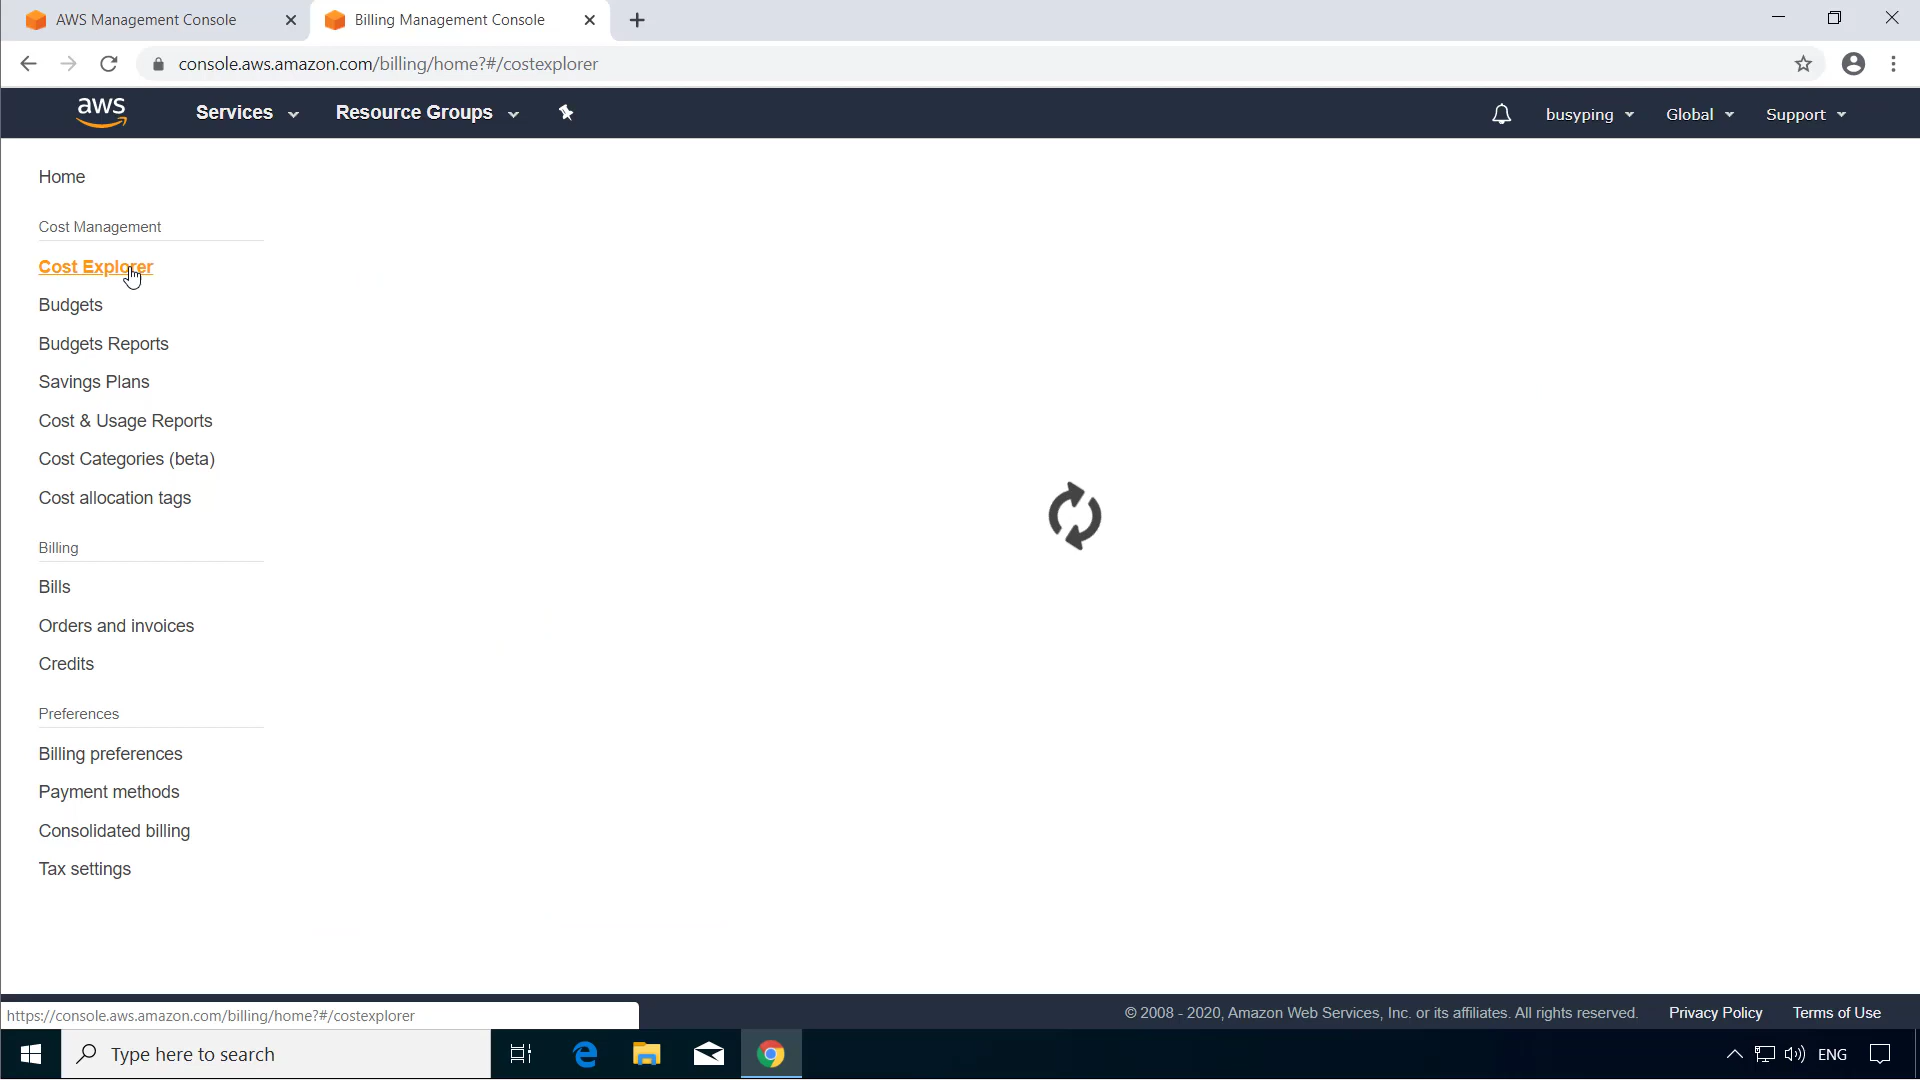 AWS Management Console
Billing Management Console
console.aws.amazon.com/billing/home?#/costexplorer
aws
Services
Resource Groups
busyping
Global
Support
Home
Cost Management
Cost Explorer
Budgets
Budgets Reports
Savings Plans
Cost & Usage Reports
Cost Categories (beta)
Cost allocation tags
Billing
Bills
Orders and invoices
Credits
Preferences
Billing preferences
Payment methods
Consolidated billing
Tax settings
https://console.aws.amazon.com/billing/home?#/costexplorer
© 2008 - 2020, Amazon Web Services, Inc. or its affiliates. All rights reserved.
Privacy Policy
Terms of Use
Type here to search
ENG